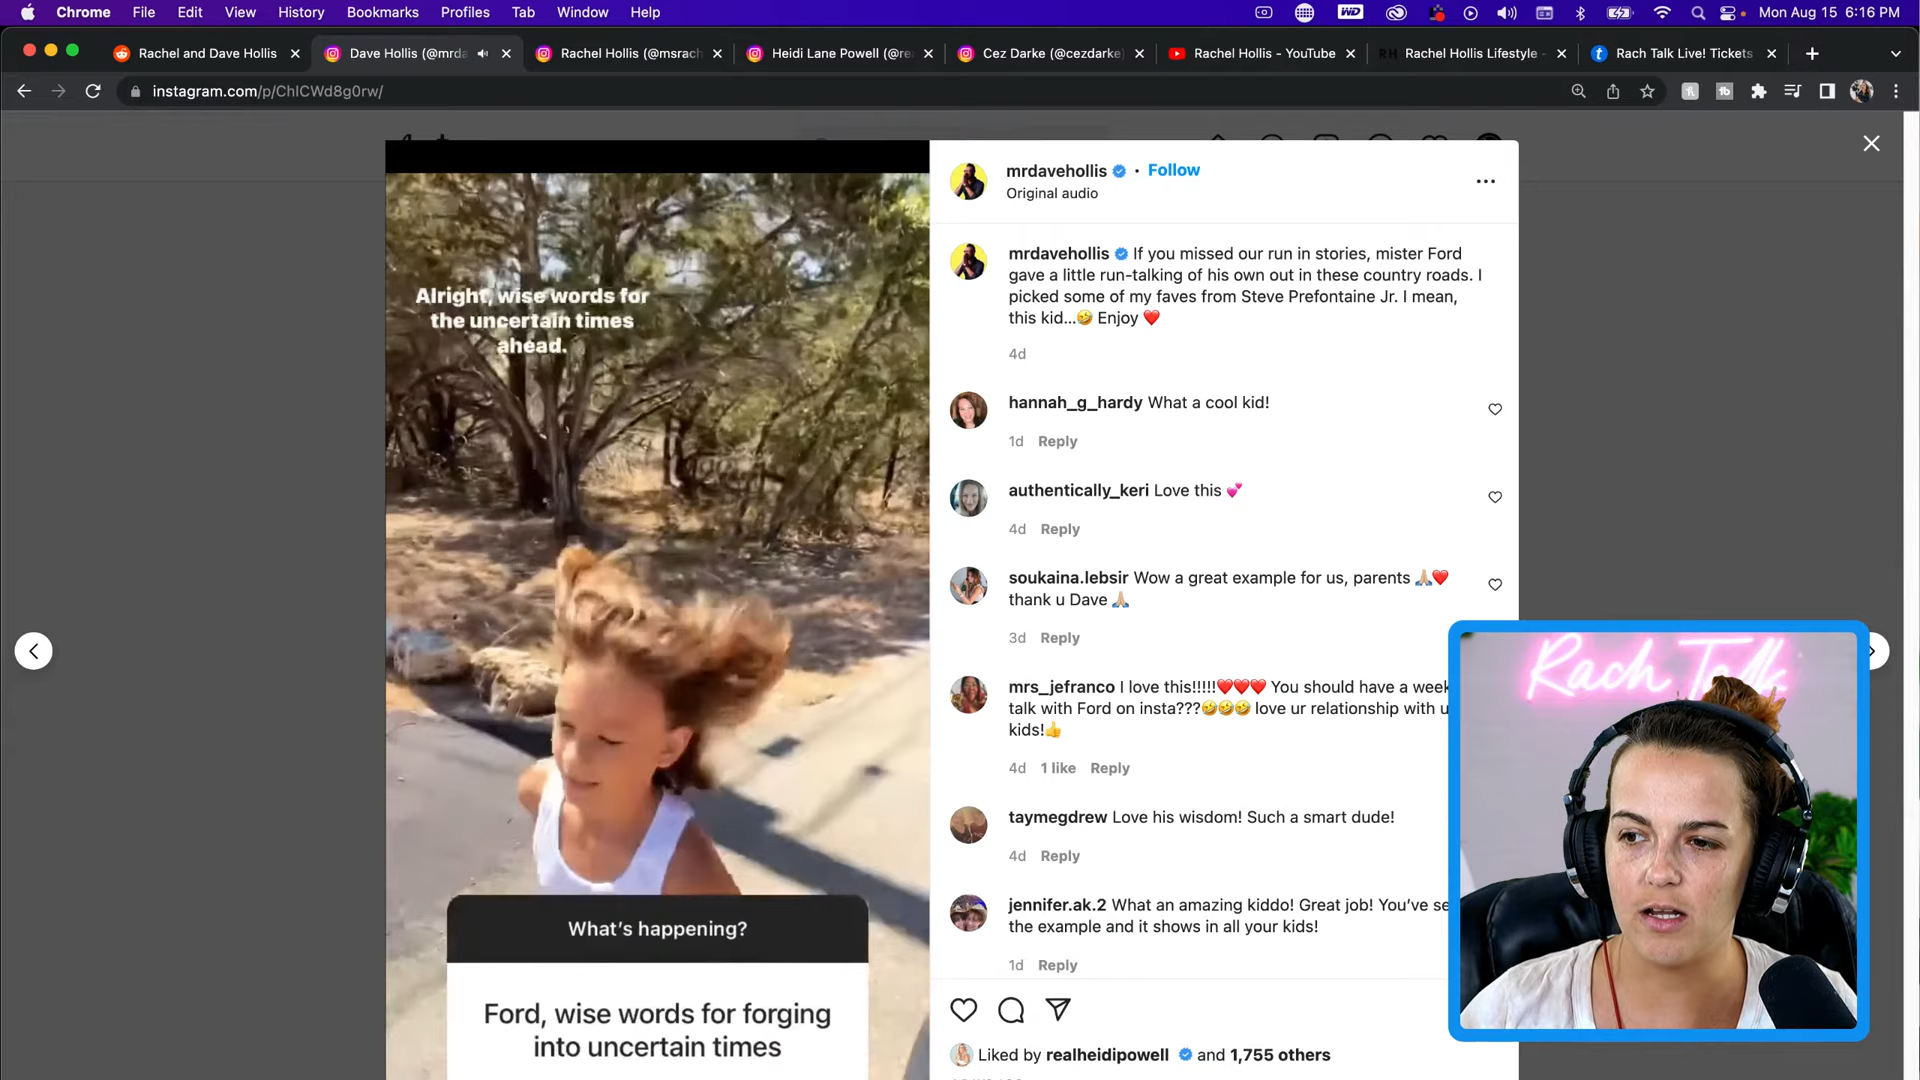 Chrome File Edit View History Bookmarks Profiles Tab Window Help
WD
Mon Aug 15 6:16 PM
Rachel and Dave Hollis
Dave Hollis (@mrda
Rachel Hollis (@msrach
Heidi Lane Powell (@re
Cez Darke (@cezdarke)
Rachel Hollis - YouTube
RH Rachel Hollis Lifestyle -
Rach Talk Live! Tickets
instagram.com/p/ChICWd8g0rw/
tb
Alright, wise words for
the uncertain times
ahead.
What's happening?
Ford, wise words for forging
into uncertain times
mrdavehollis • Follow
Original audio
mrdavehollis If you missed our run in stories, mister Ford
gave a little run-talking of his own out in these country roads. I
picked some of my faves from Steve Prefontaine Jr. I mean,
this kid...🤣 Enjoy ❤️
4d
hannah_g_hardy What a cool kid!
1d Reply
authentically_keri Love this 💕
4d Reply
soukaina.lebsir Wow a great example for us, parents 🙏🏼❤️
thank u Dave 🙏🏼
3d Reply
mrs_jefranco I love this!!!!!❤️❤️❤️ You should have a week
talk with Ford on insta???🤣🤣🤣 love ur relationship with u
kids!👍
4d 1 like Reply
taymegdrew Love his wisdom! Such a smart dude!
4d Reply
jennifer.ak.2 What an amazing kiddo! Great job! You've se
the example and it shows in all your kids!
1d Reply
Liked by realheidipowell and 1,755 others
Rach Talk